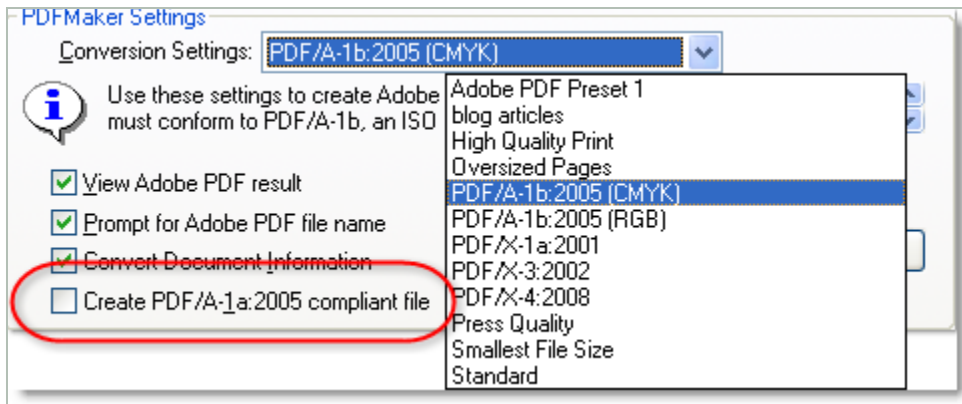 PDFMaker Settings
Conversion Settings: PDF/A-1b:2005 (CMYK)
Use these settings to create Adobe
must conform to PDF/A-1b, an ISO
View Adobe PDF result
Prompt for Adobe PDF file name
Convert Document Information
Create PDF/A-1a:2005 compliant file
Adobe PDF Preset 1
blog articles
High Quality Print
Oversized Pages
PDF/A-1b:2005 (CMYK)
PDF/A-1b:2005 (RGB)
PDF/X-1a:2001
PDF/X-3:2002
PDF/X-4:2008
Press Quality
Smallest File Size
Standard